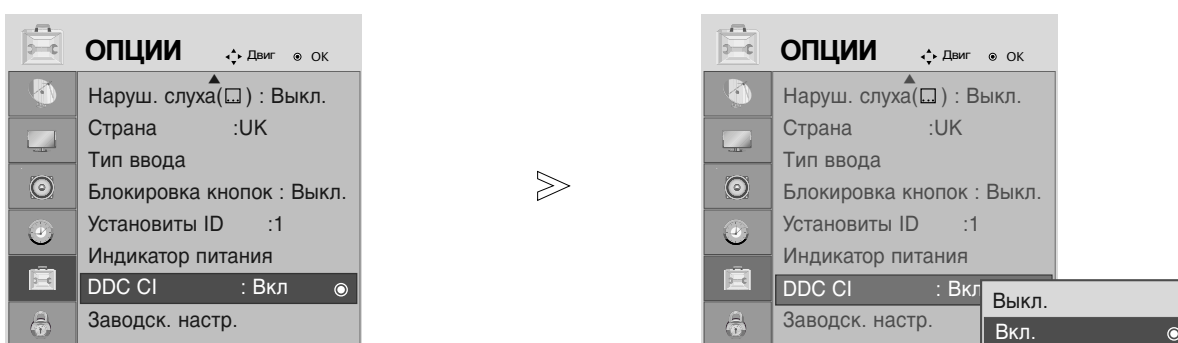 ОПЦИИ Двиг ОК
Наруш. слуха( ) : Выкл.
Страна :UK
Тип ввода
Блокировка кнопок : Выкл.
Установиты ID :1
Индикатор питания
DDC CI : Вкл
Заводск. настр.
ОПЦИИ Двиг ОК
Наруш. слуха( ) : Выкл.
Страна :UK
Тип ввода
Блокировка кнопок : Выкл.
Установиты ID :1
Индикатор питания
DDC CI : Вкл
Выкл.
Заводск. настр.
Вкл.